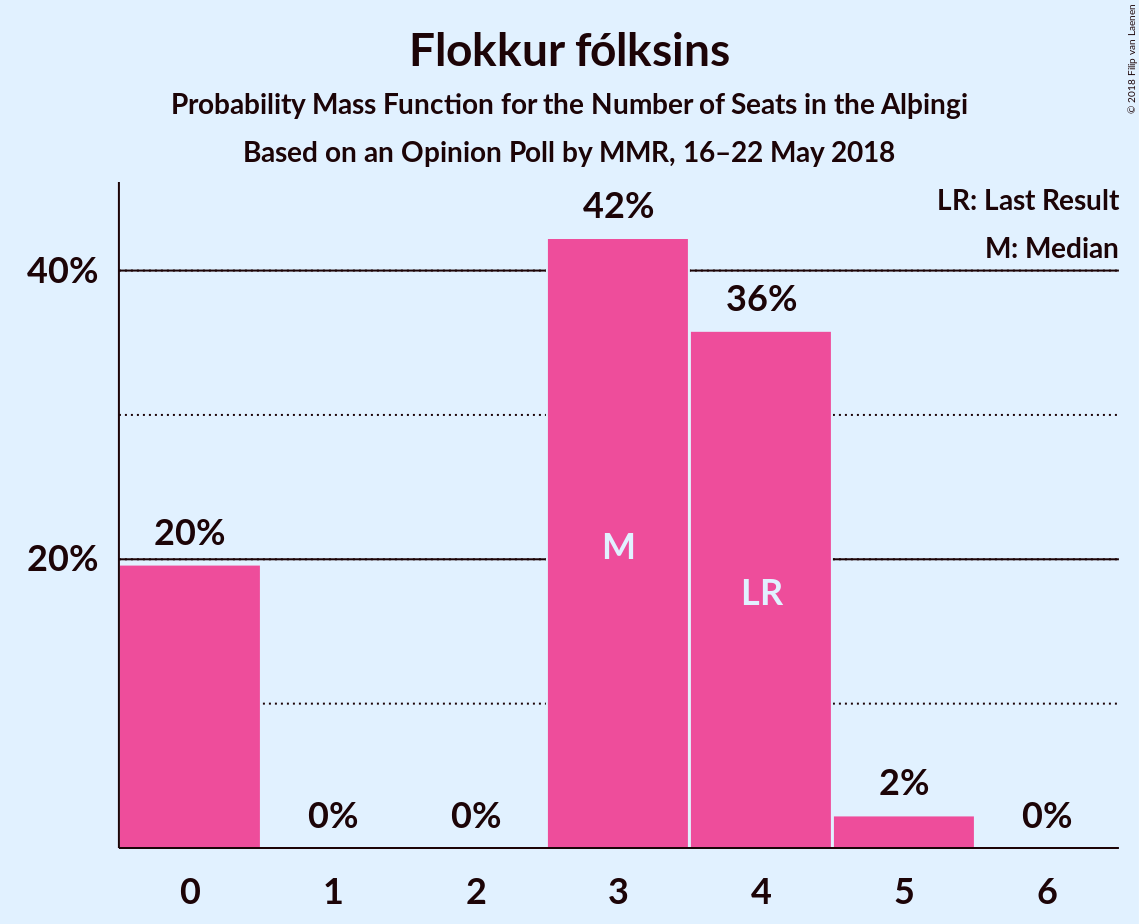 Flokkur fólksins
Probability Mass Function for the Number of Seats in the Alþingi
Based on an Opinion Poll by MMR, 16–22 May 2018
© 2018 Filip van Laenen
LR: Last Result
M: Median
42%
40%
36%
20%
20%
M
LR
2%
0%
0%
0%
0
1
2
3
4
5
6